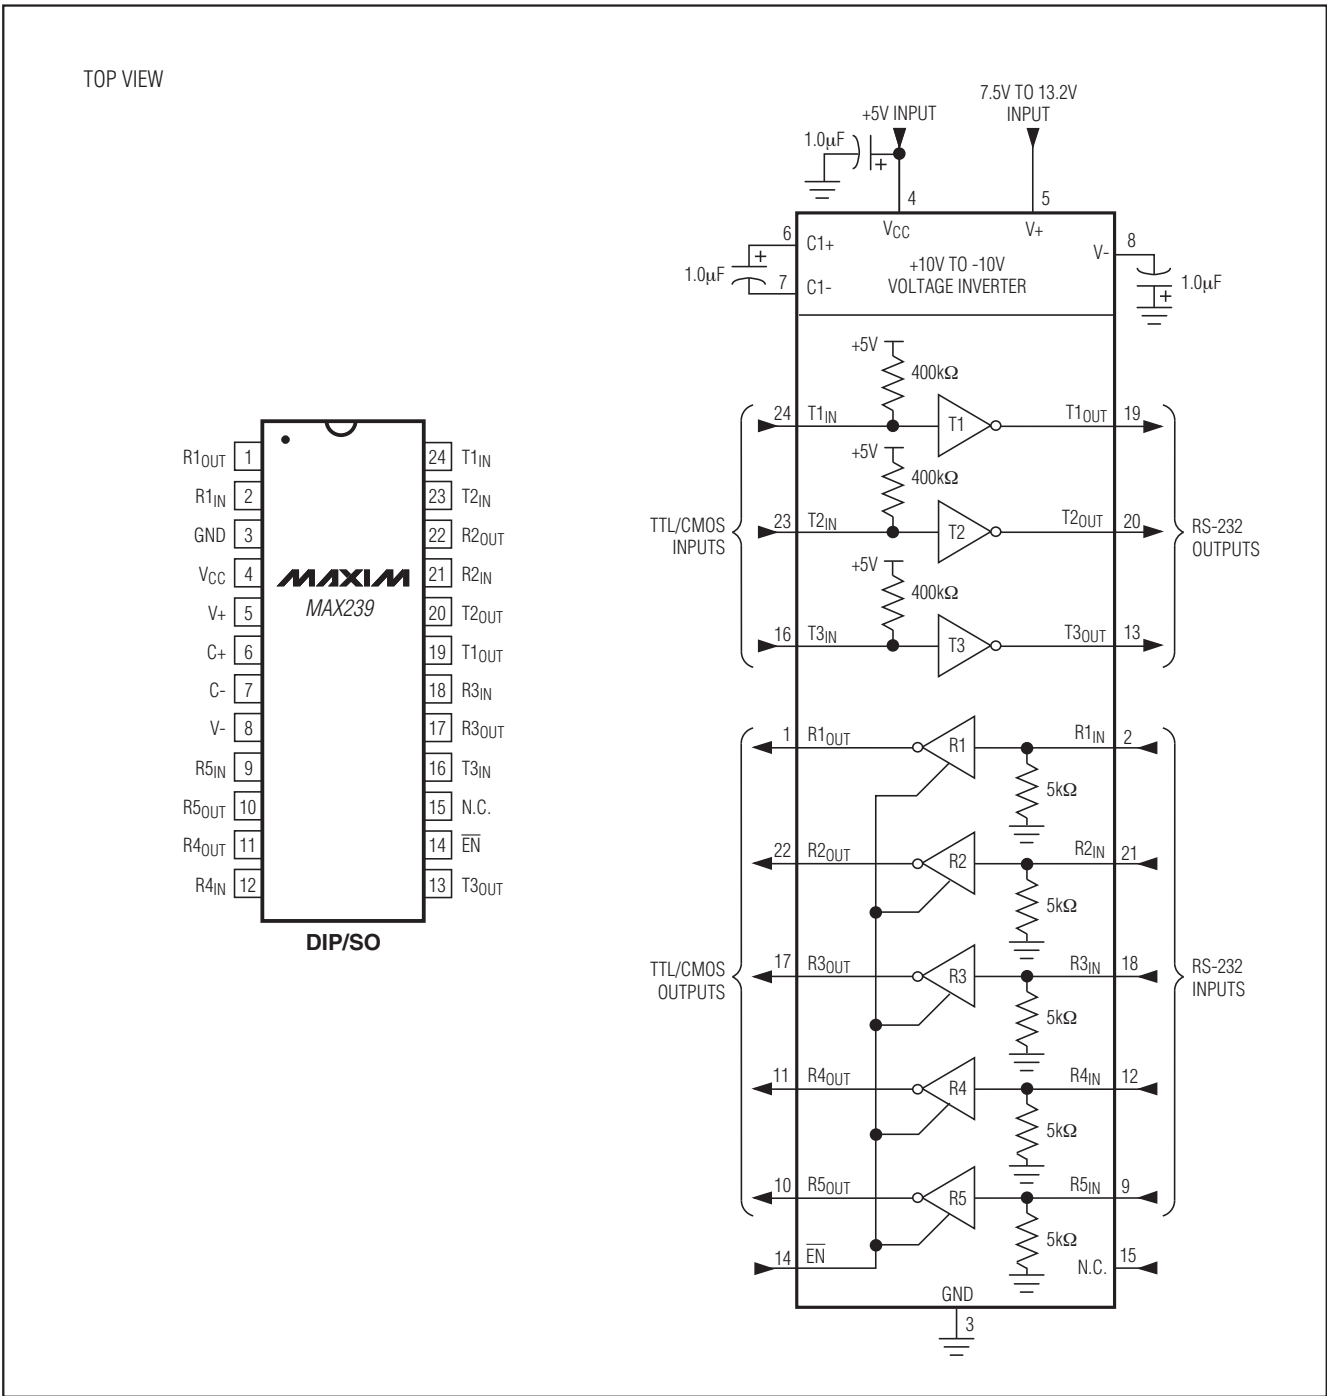 TOP VIEW
R1OUT 1
R1IN 2
GND 3
VCC 4
V+ 5
C+ 6
C- 7
V- 8
R5IN 9
R5OUT 10
R4OUT 11
R4IN 12
MAXIM
MAX239
24 T1IN
23 T2IN
22 R2OUT
21 R2IN
20 T2OUT
19 T1OUT
18 R3IN
17 R3OUT
16 T3IN
15 N.C.
14 EN
13 T3OUT
DIP/SO
7.5V TO 13.2V
INPUT
+5V INPUT
1.0µF
+
4
5
VCC
V+
6
C1+
+
1.0µF
7
C1-
+10V TO -10V
VOLTAGE INVERTER
V-
8
1.0µF
+
+5V
400kΩ
24 T1IN T1 T1OUT 19
+5V
400kΩ
TTL/CMOS
INPUTS
23 T2IN T2 T2OUT 20
RS-232
OUTPUTS
+5V
400kΩ
16 T3IN T3 T3OUT 13
1 R1OUT R1 R1IN 2
5kΩ
22 R2OUT R2 R2IN 21
5kΩ
TTL/CMOS
OUTPUTS
17 R3OUT R3 R3IN 18
RS-232
INPUTS
5kΩ
11 R4OUT R4 R4IN 12
5kΩ
10 R5OUT R5 R5IN 9
5kΩ
14 EN
N.C. 15
GND
3